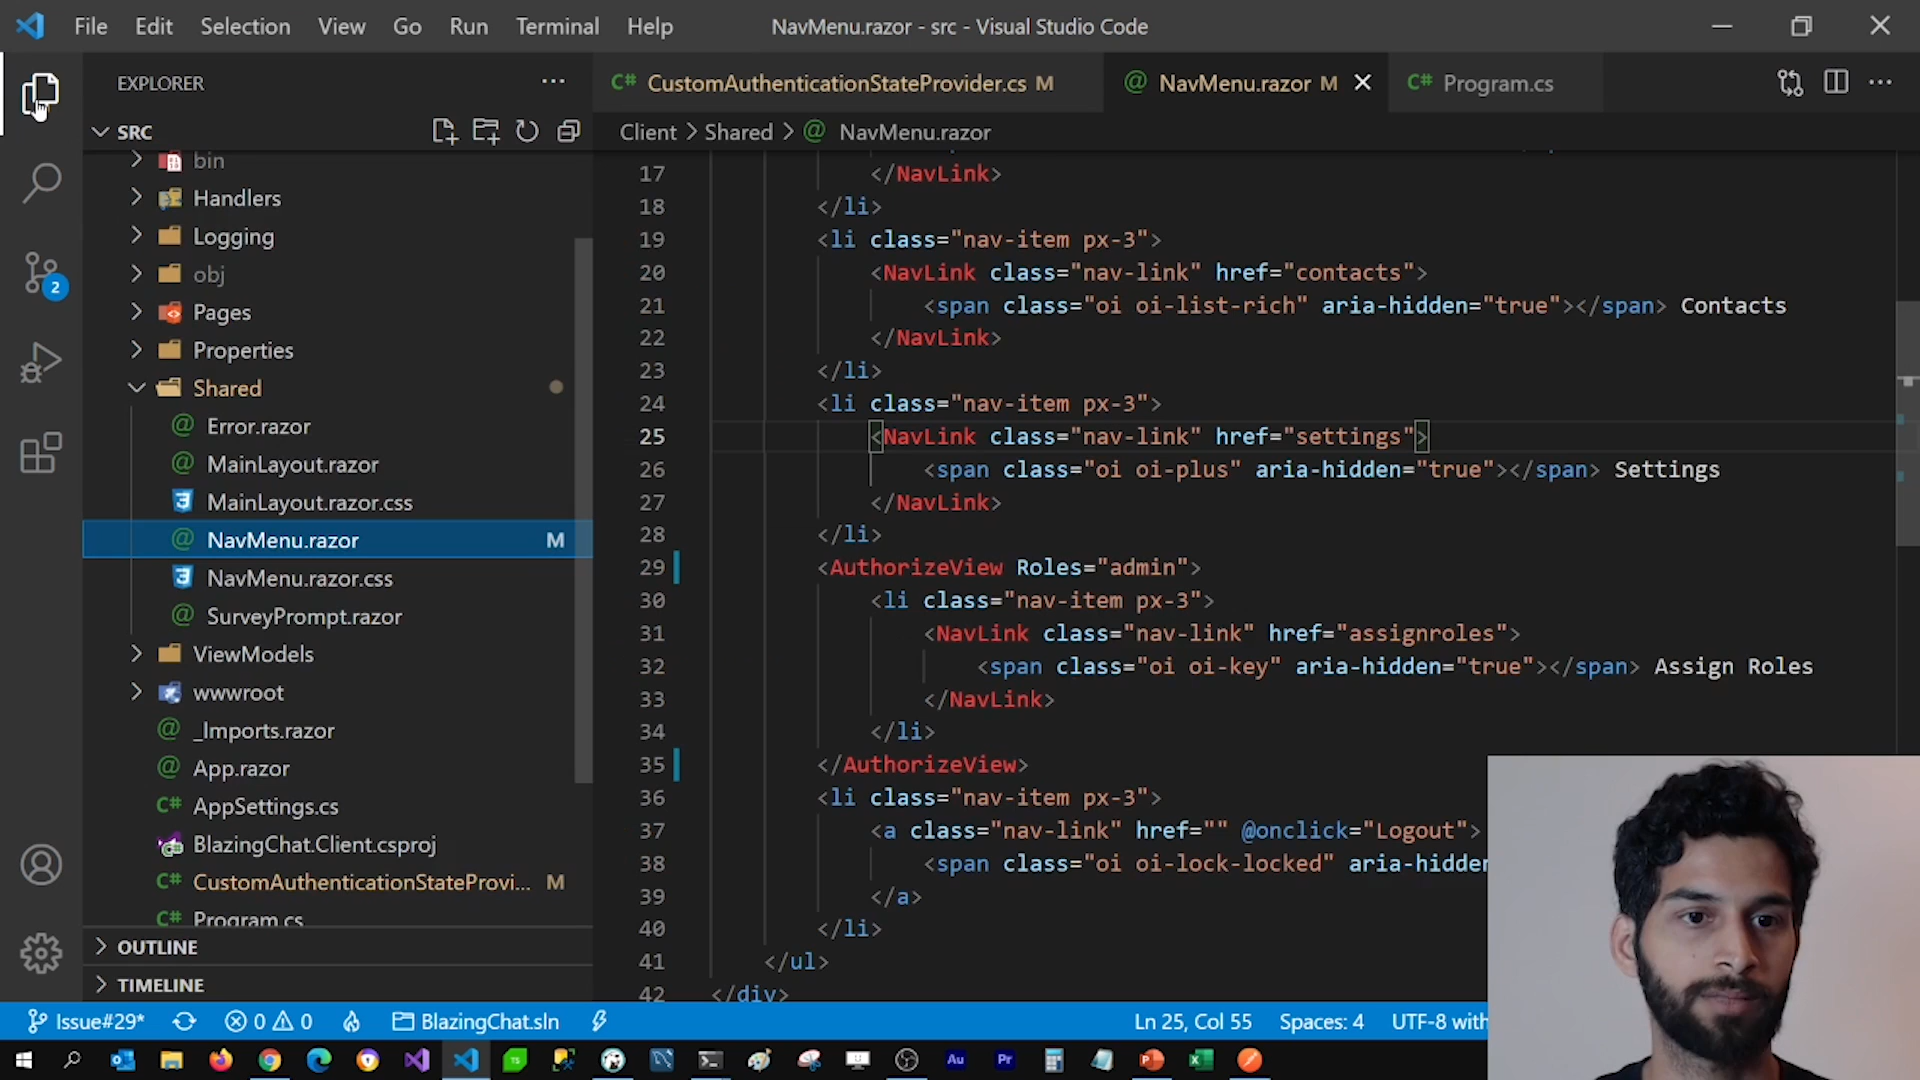 File Edit Selection View Go Run Terminal Help
NavMenu.razor - src - Visual Studio Code
EXPLORER
SRC
bin
Handlers
Logging
obj
Pages
Properties
Shared
Error.razor
MainLayout.razor
MainLayout.razor.css
NavMenu.razor M
NavMenu.razor.css
SurveyPrompt.razor
ViewModels
wwwroot
_Imports.razor
App.razor
AppSettings.cs
BlazingChat.Client.csproj
CustomAuthenticationStateProvi... M
Program.cs
OUTLINE
TIMELINE
2
CustomAuthenticationStateProvider.cs M
NavMenu.razor M
Program.cs
Client > Shared > NavMenu.razor
17 </NavLink>
18 </li>
19 <li class="nav-item px-3">
20 <NavLink class="nav-link" href="contacts">
21 <span class="oi oi-list-rich" aria-hidden="true"></span> Contacts
22 </NavLink>
23 </li>
24 <li class="nav-item px-3">
25 <NavLink class="nav-link" href="settings">
26 <span class="oi oi-plus" aria-hidden="true"></span> Settings
27 </NavLink>
28 </li>
29 <AuthorizeView Roles="admin">
30 <li class="nav-item px-3">
31 <NavLink class="nav-link" href="assignroles">
32 <span class="oi oi-key" aria-hidden="true"></span> Assign Roles
33 </NavLink>
34 </li>
35 </AuthorizeView>
36 <li class="nav-item px-3">
37 <a class="nav-link" href="" @onclick="Logout">
38 <span class="oi oi-lock-locked" aria-hidden
39 </a>
40 </li>
41 </ul>
42 </div>
Issue#29* 0 0 BlazingChat.sln
Ln 25, Col 55 Spaces: 4 UTF-8 with
Au Pr